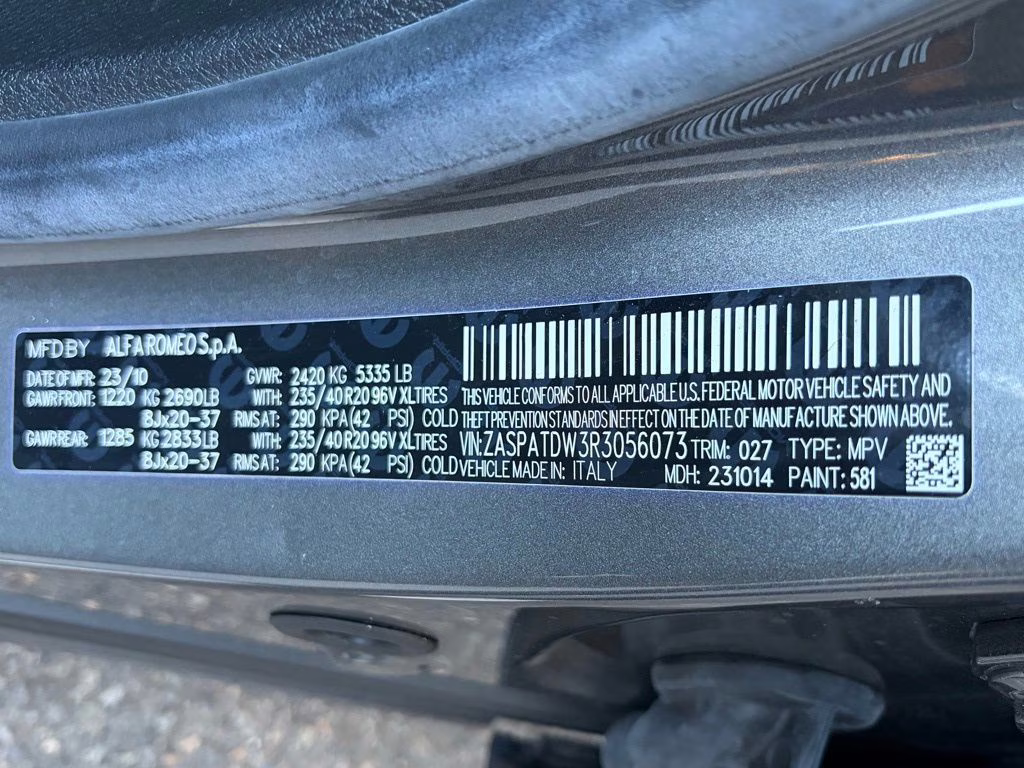 MFD BY ALFA ROMEO S.p.A.
DATE OF MFR: 23/10 GVWR: 2420 KG 5335 LB
GAWR FRONT: 1220 KG 2690LB WITH: 235/40 R20 96V XL TIRES
8Jx20-37 RIMS AT: 290 KPA(42 PSI) COLD
GAWR REAR: 1285 KG 2833LB WITH: 235/40 R20 96V XL TIRES
8Jx20-37 RIMS AT: 290 KPA(42 PSI) COLD
THIS VEHICLE CONFORMS TO ALL APPLICABLE U.S. FEDERAL MOTOR VEHICLE SAFETY AND
THEFT PREVENTION STANDARDS IN EFFECT ON THE DATE OF MANUFACTURE SHOWN ABOVE.
VIN: ZASPATDW3R3056073 TRIM: 027 TYPE: MPV
VEHICLE MADE IN: ITALY MDH: 231014 PAINT: 581